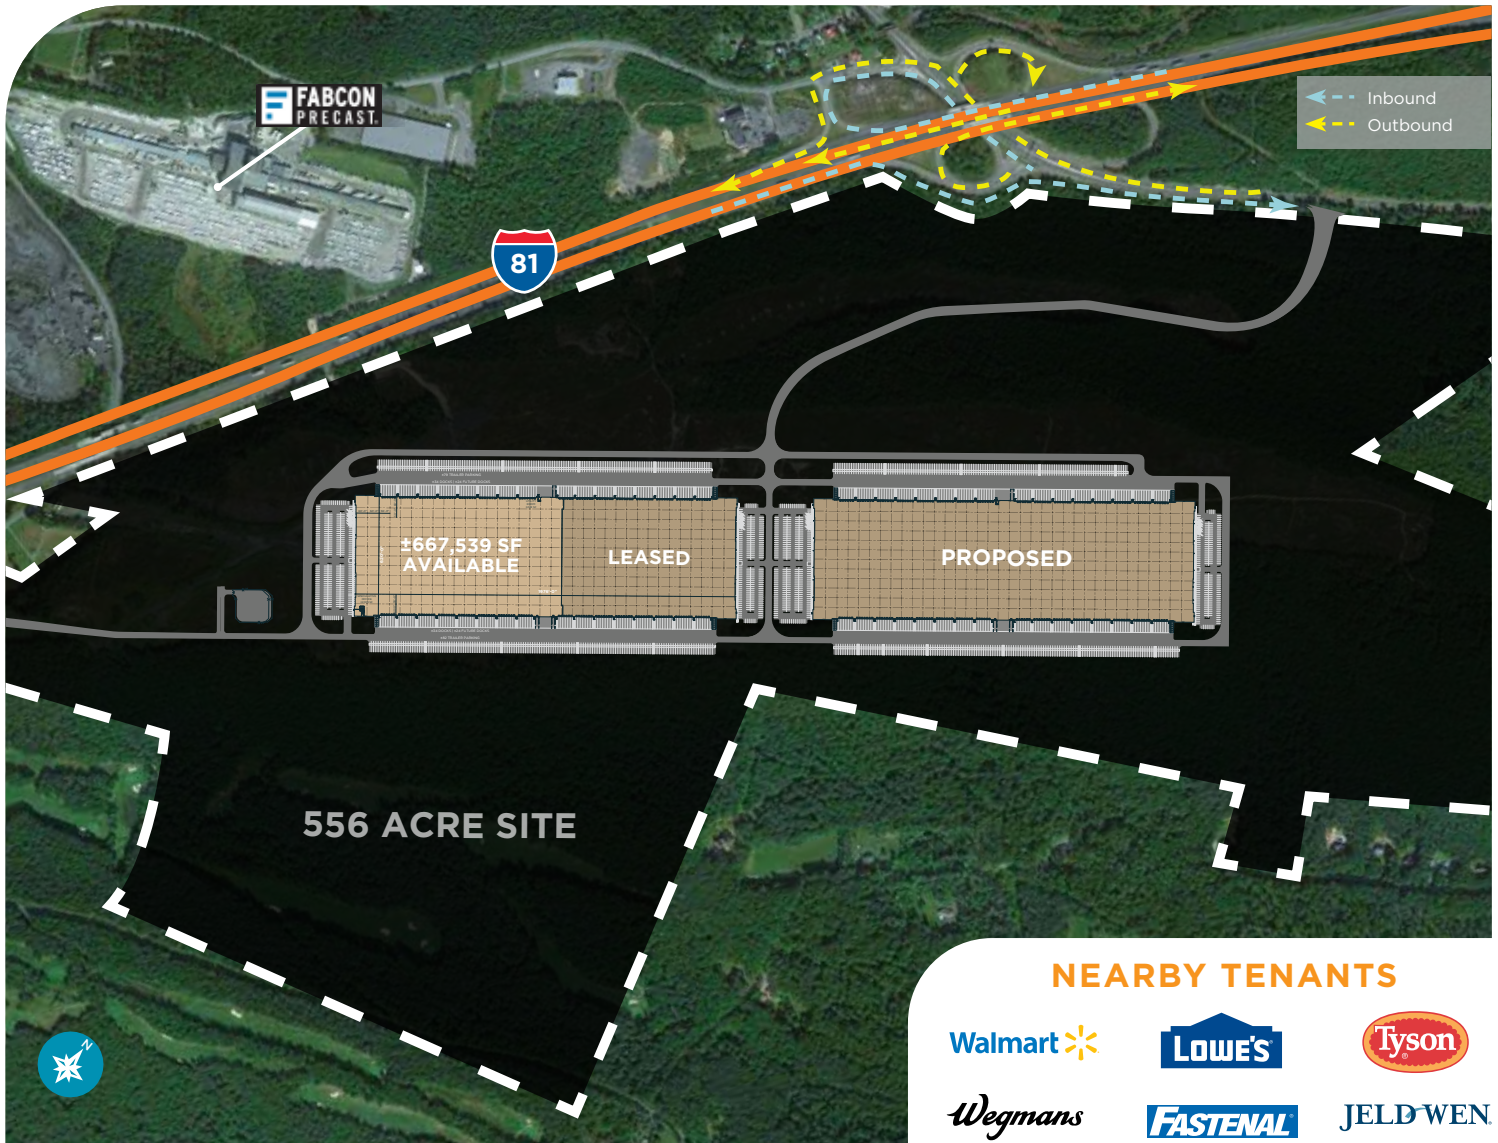 FABCON
PRECAST
Inbound
Outbound
81
±667,539 SF
AVAILABLE
LEASED
PROPOSED
556 ACRE SITE
N
NEARBY TENANTS
Walmart
LOWE'S
Tyson
Wegmans
FASTENAL
JELD WEN